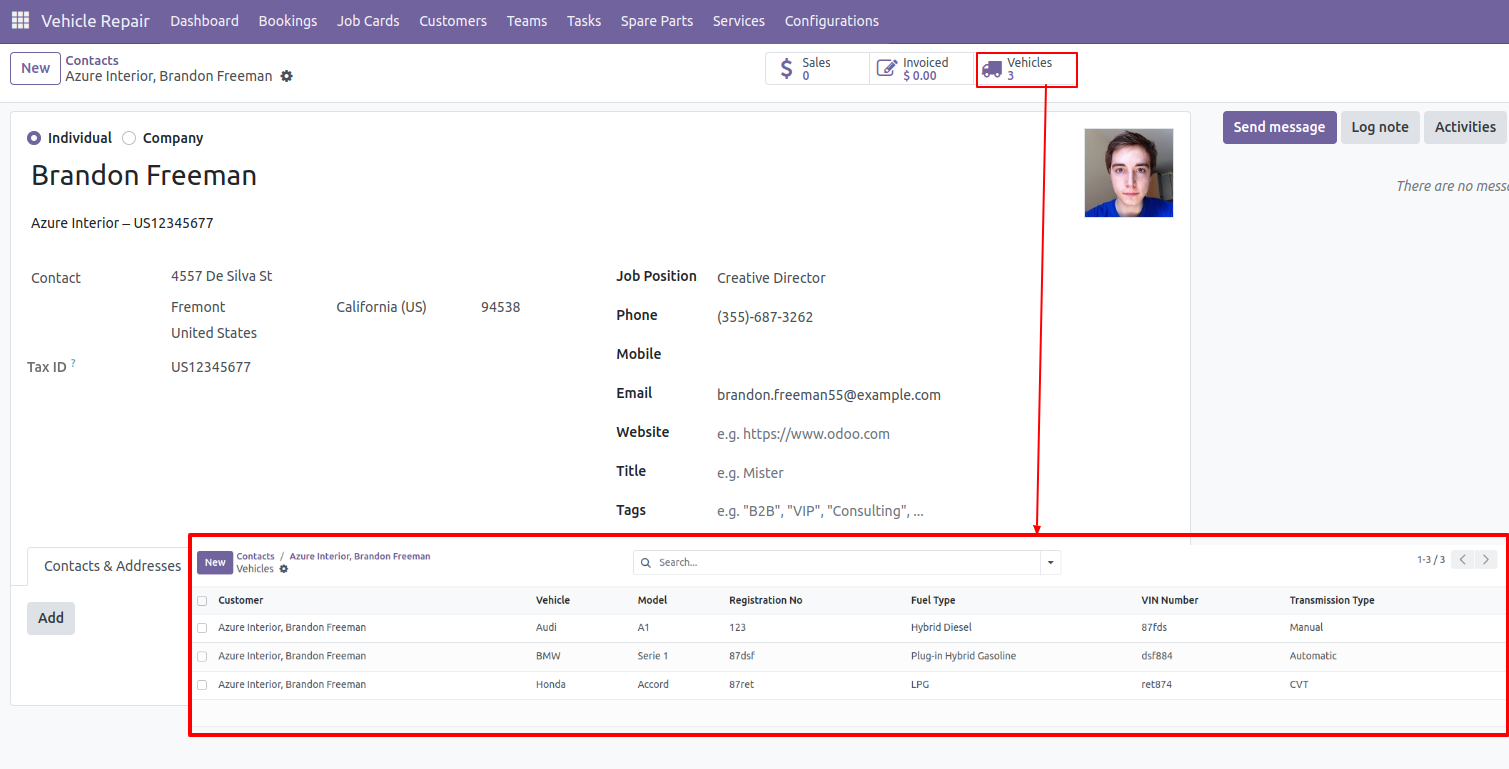 Vehicle Repair Dashboard Bookings Job Cards Customers Teams Tasks Spare Parts Services Configurations
New
Contacts
Azure Interior, Brandon Freeman
Sales
0
Invoiced
$ 0.00
Vehicles
3
Send message Log note Activities
Individual Company
Brandon Freeman
There are no mess
Azure Interior – US12345677
Contact
4557 De Silva St
Fremont California (US) 94538
United States
Tax ID ?
US12345677
Job Position Creative Director
Phone (355)-687-3262
Mobile
Email brandon.freeman55@example.com
Website e.g. https://www.odoo.com
Title e.g. Mister
Tags e.g. "B2B", "VIP", "Consulting", ...
Contacts & Addresses
Add
New
Contacts / Azure Interior, Brandon Freeman
Vehicles
Search...
1-3 / 3
Customer Vehicle Model Registration No Fuel Type VIN Number Transmission Type
Azure Interior, Brandon Freeman Audi A1 123 Hybrid Diesel 87fds Manual
Azure Interior, Brandon Freeman BMW Serie 1 87dsf Plug-in Hybrid Gasoline dsf884 Automatic
Azure Interior, Brandon Freeman Honda Accord 87ret LPG ret874 CVT